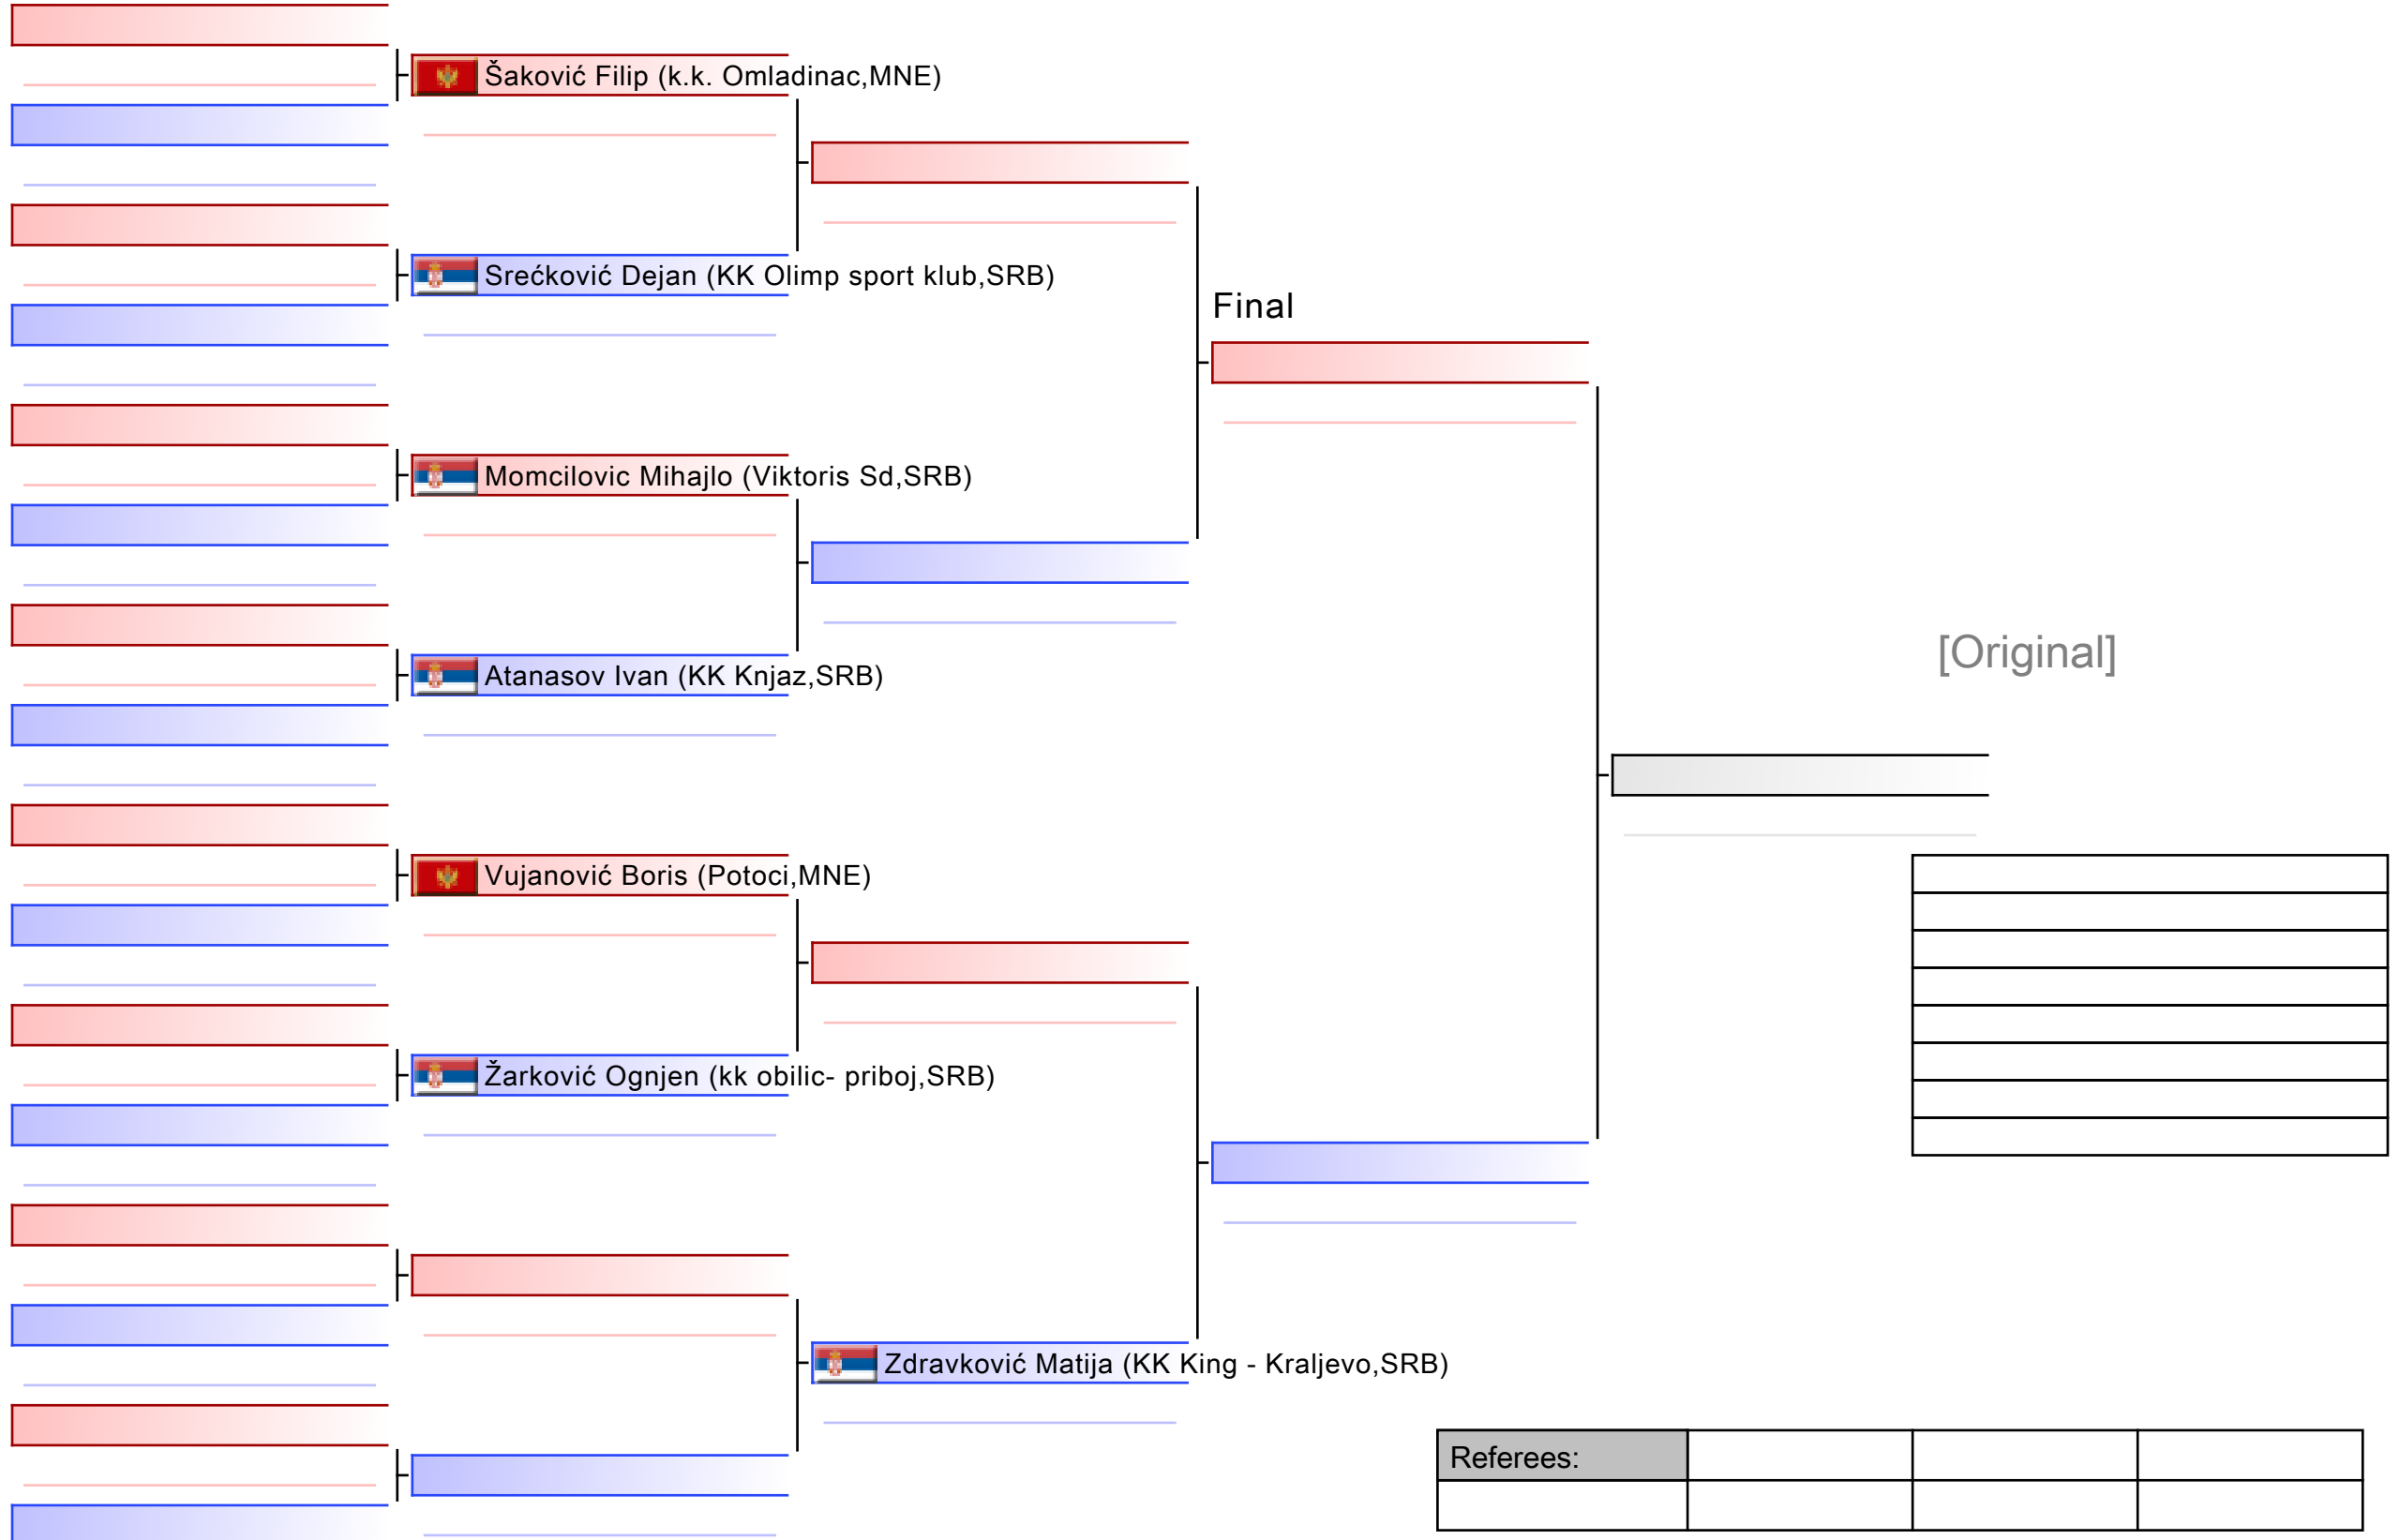 Šaković Filip (k.k. Omladinac,MNE)
Srećković Dejan (KK Olimp sport klub,SRB)
Final
Momcilovic Mihajlo (Viktoris Sd,SRB)
[Original]
Atanasov Ivan (KK Knjaz,SRB)
Vujanović Boris (Potoci,MNE)
Žarković Ognjen (kk obilic- priboj,SRB)
Zdravković Matija (KK King - Kraljevo,SRB)
Referees: